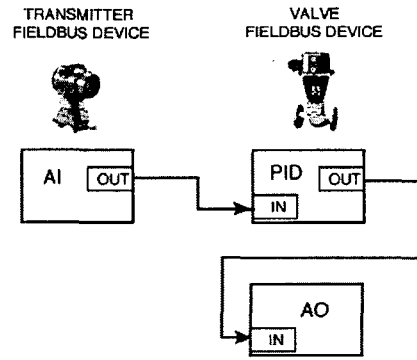 TRANSMITTER
FIELDBUS DEVICE
VALVE
FIELDBUS DEVICE
AI
OUT
PID
OUT
IN
AO
IN